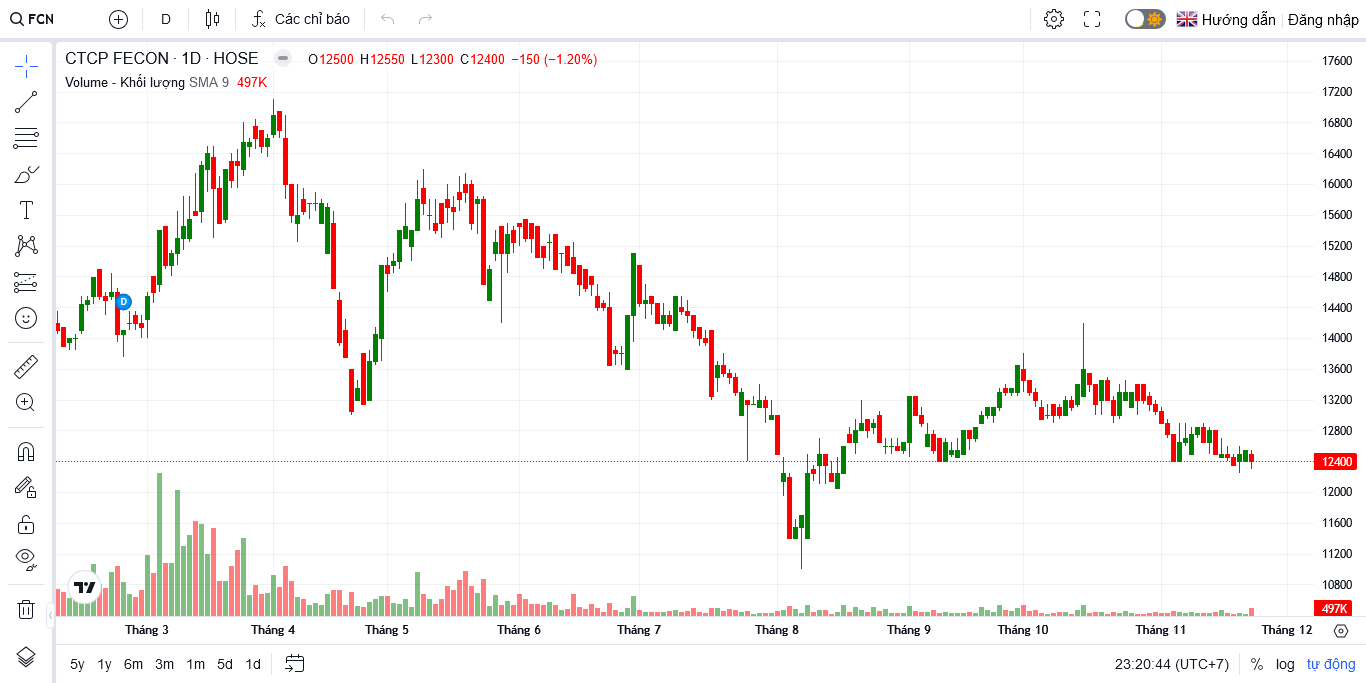 FCN D Các chỉ báo Hướng dẫn Đăng nhập
CTCP FECON · 1D · HOSE O12500 H12550 L12300 C12400 −150 (−1.20%)
Volume - Khối lượng SMA 9 497K
17600
17200
16800
16400
16000
15600
15200
14800
14400
14000
13600
13200
12800
12400
12000
11600
11200
10800
497K
D
Tháng 3 Tháng 4 Tháng 5 Tháng 6 Tháng 7 Tháng 8 Tháng 9 Tháng 10 Tháng 11 Tháng 12
5y 1y 6m 3m 1m 5d 1d 23:20:44 (UTC+7) % log tự động